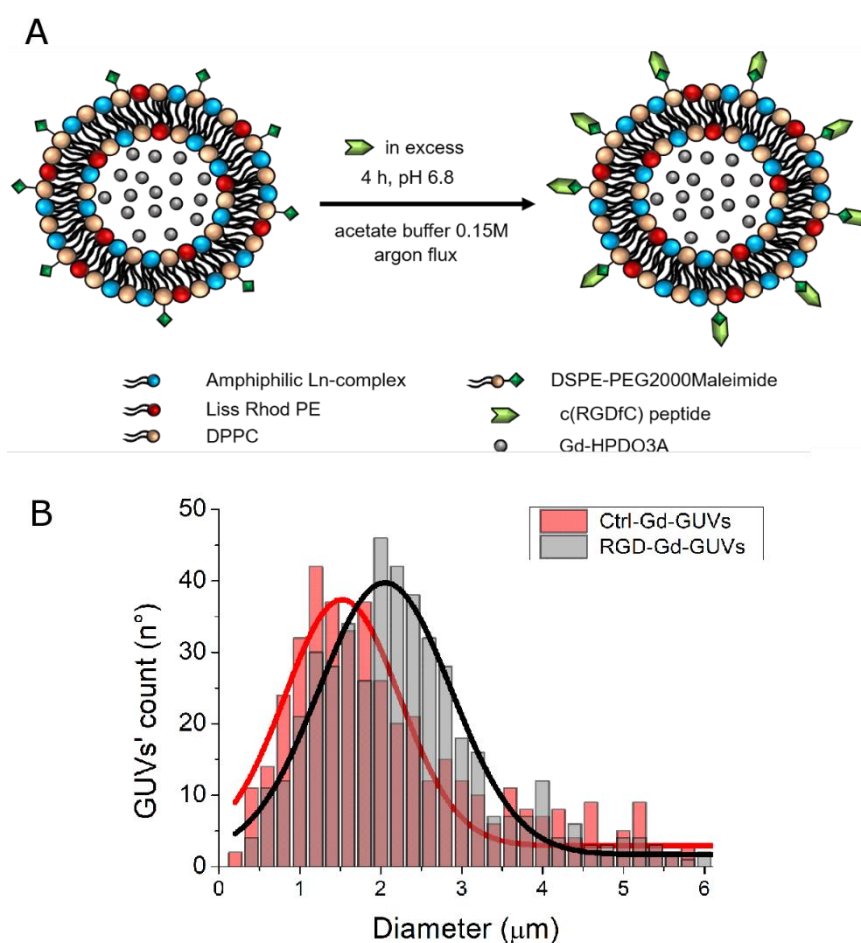 A
in excess
4 h, pH 6.8
acetate buffer 0.15M
argon flux
Amphiphilic Ln-complex
Liss Rhod PE
DPPC
DSPE-PEG2000Maleimide
c(RGDfC) peptide
Gd-HPDO3A
B
Ctrl-Gd-GUVs
RGD-Gd-GUVs
GUVs' count (n°)
50
40
30
20
10
0
0 1 2 3 4 5 6
Diameter (μm)